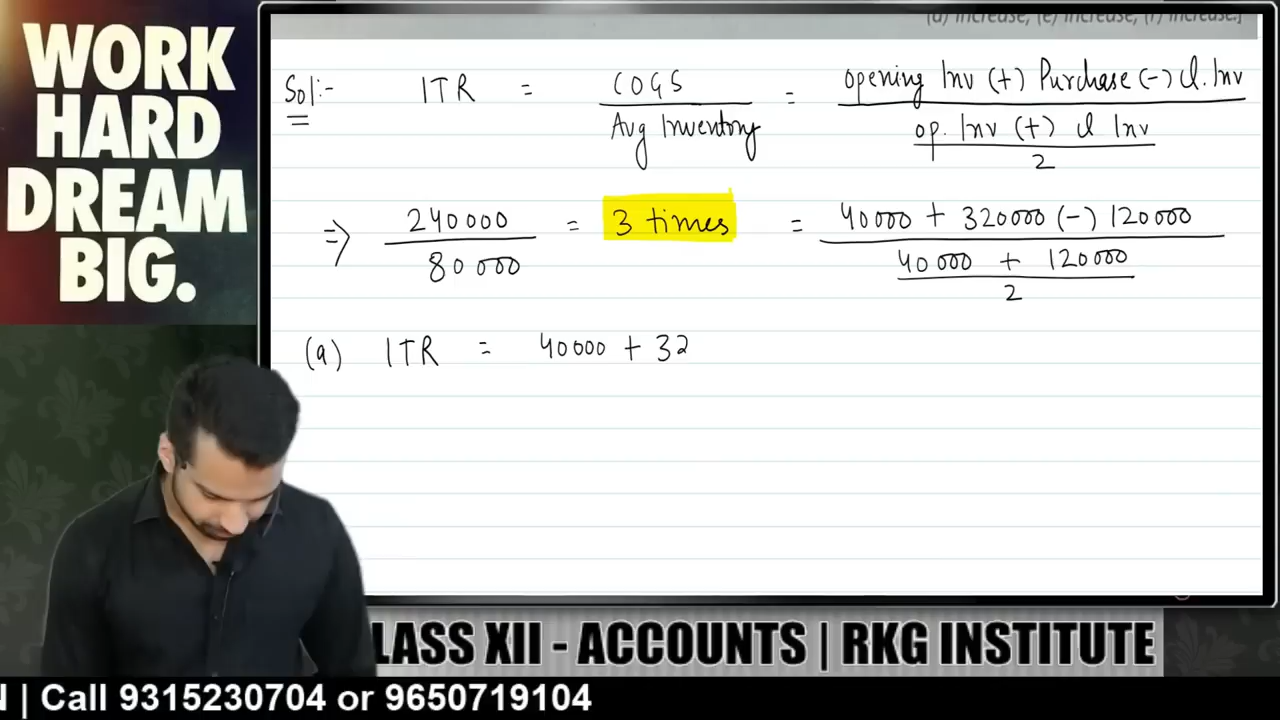 (d) Increase, (e) Increase, (f) Increase.]
WORK
HARD
DREAM
BIG.
Sol:- ITR = COGS / Avg Inventory = opening Inv (+) Purchase (-) Cl. Inv / op. Inv (+) Cl Inv / 2
⇒ 240000 / 80000 = 3 times = 40000 + 320000 (-) 120000 / 40000 + 120000 / 2
(a) ITR = 40000 + 32
LASS XII - ACCOUNTS | RKG INSTITUTE
N | Call 9315230704 or 9650719104